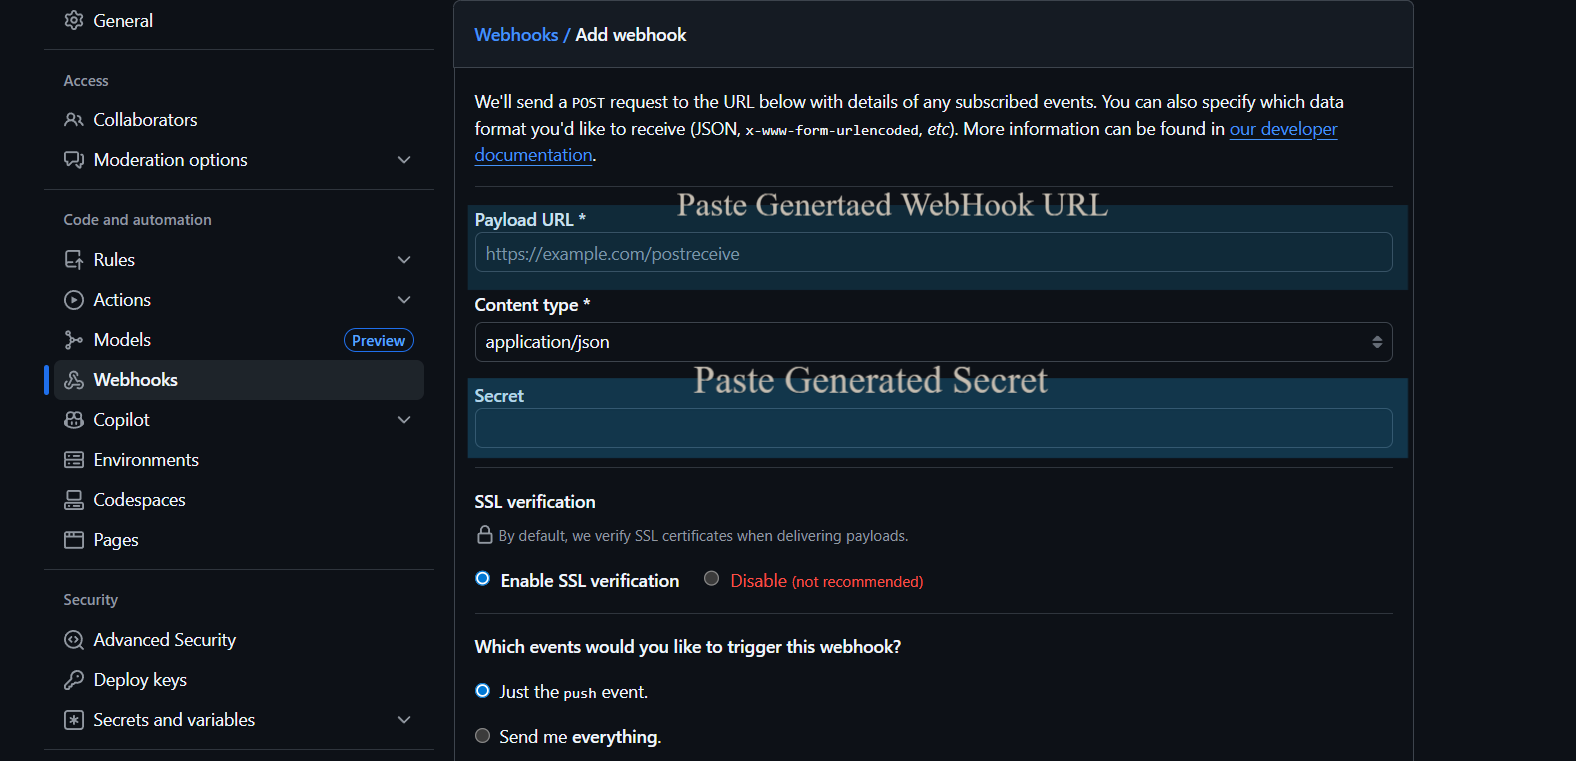 General
Access
Collaborators
Moderation options
Code and automation
Rules
Actions
Models
Preview
Webhooks
Copilot
Environments
Codespaces
Pages
Security
Advanced Security
Deploy keys
Secrets and variables
Webhooks / Add webhook
We'll send a POST request to the URL below with details of any subscribed events. You can also specify which data
format you'd like to receive (JSON, x-www-form-urlencoded, etc). More information can be found in our developer
documentation.
Paste Genertaed WebHook URL
Payload URL *
https://example.com/postreceive
Content type *
application/json
Paste Generated Secret
Secret
SSL verification
By default, we verify SSL certificates when delivering payloads.
Enable SSL verification
Disable (not recommended)
Which events would you like to trigger this webhook?
Just the push event.
Send me everything.